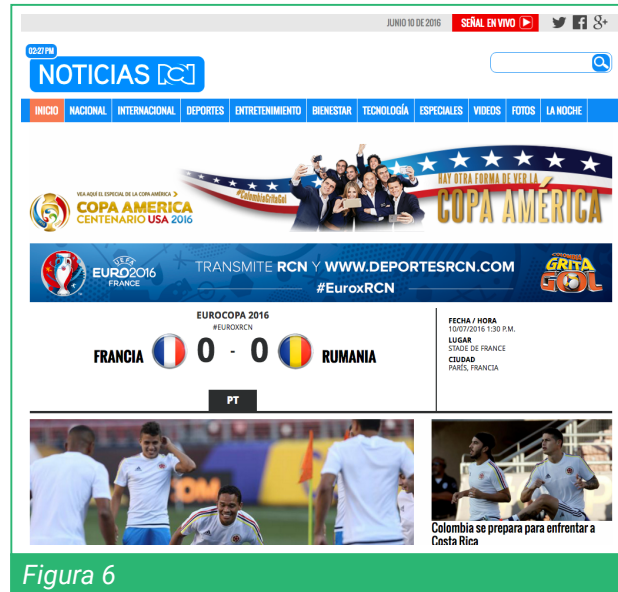 JUNIO 10 DE 2016
SEÑAL EN VIVO
02:27 PM
NOTICIAS RCN
INICIO NACIONAL INTERNACIONAL DEPORTES ENTRETENIMIENTO BIENESTAR TECNOLOGÍA ESPECIALES VIDEOS FOTOS LA NOCHE
VEA AQUÍ EL ESPECIAL DE LA COPA AMÉRICA >
COPA AMERICA
CENTENARIO USA 2016
#ColombiaGritaGol
HAY OTRA FORMA DE VER LA
COPA AMÉRICA
UEFA
EURO2016
FRANCE
TRANSMITE RCN Y WWW.DEPORTESRCN.COM
#EuroxRCN
COLOMBIA
GRITA
GOL
EUROCOPA 2016
#EUROXRCN
FRANCIA 0 - 0 RUMANIA
PT
FECHA / HORA
10/07/2016 1:30 P.M.
LUGAR
STADE DE FRANCE
CIUDAD
PARÍS, FRANCIA
Colombia se prepara para enfrentar a
Costa Rica
Figura 6